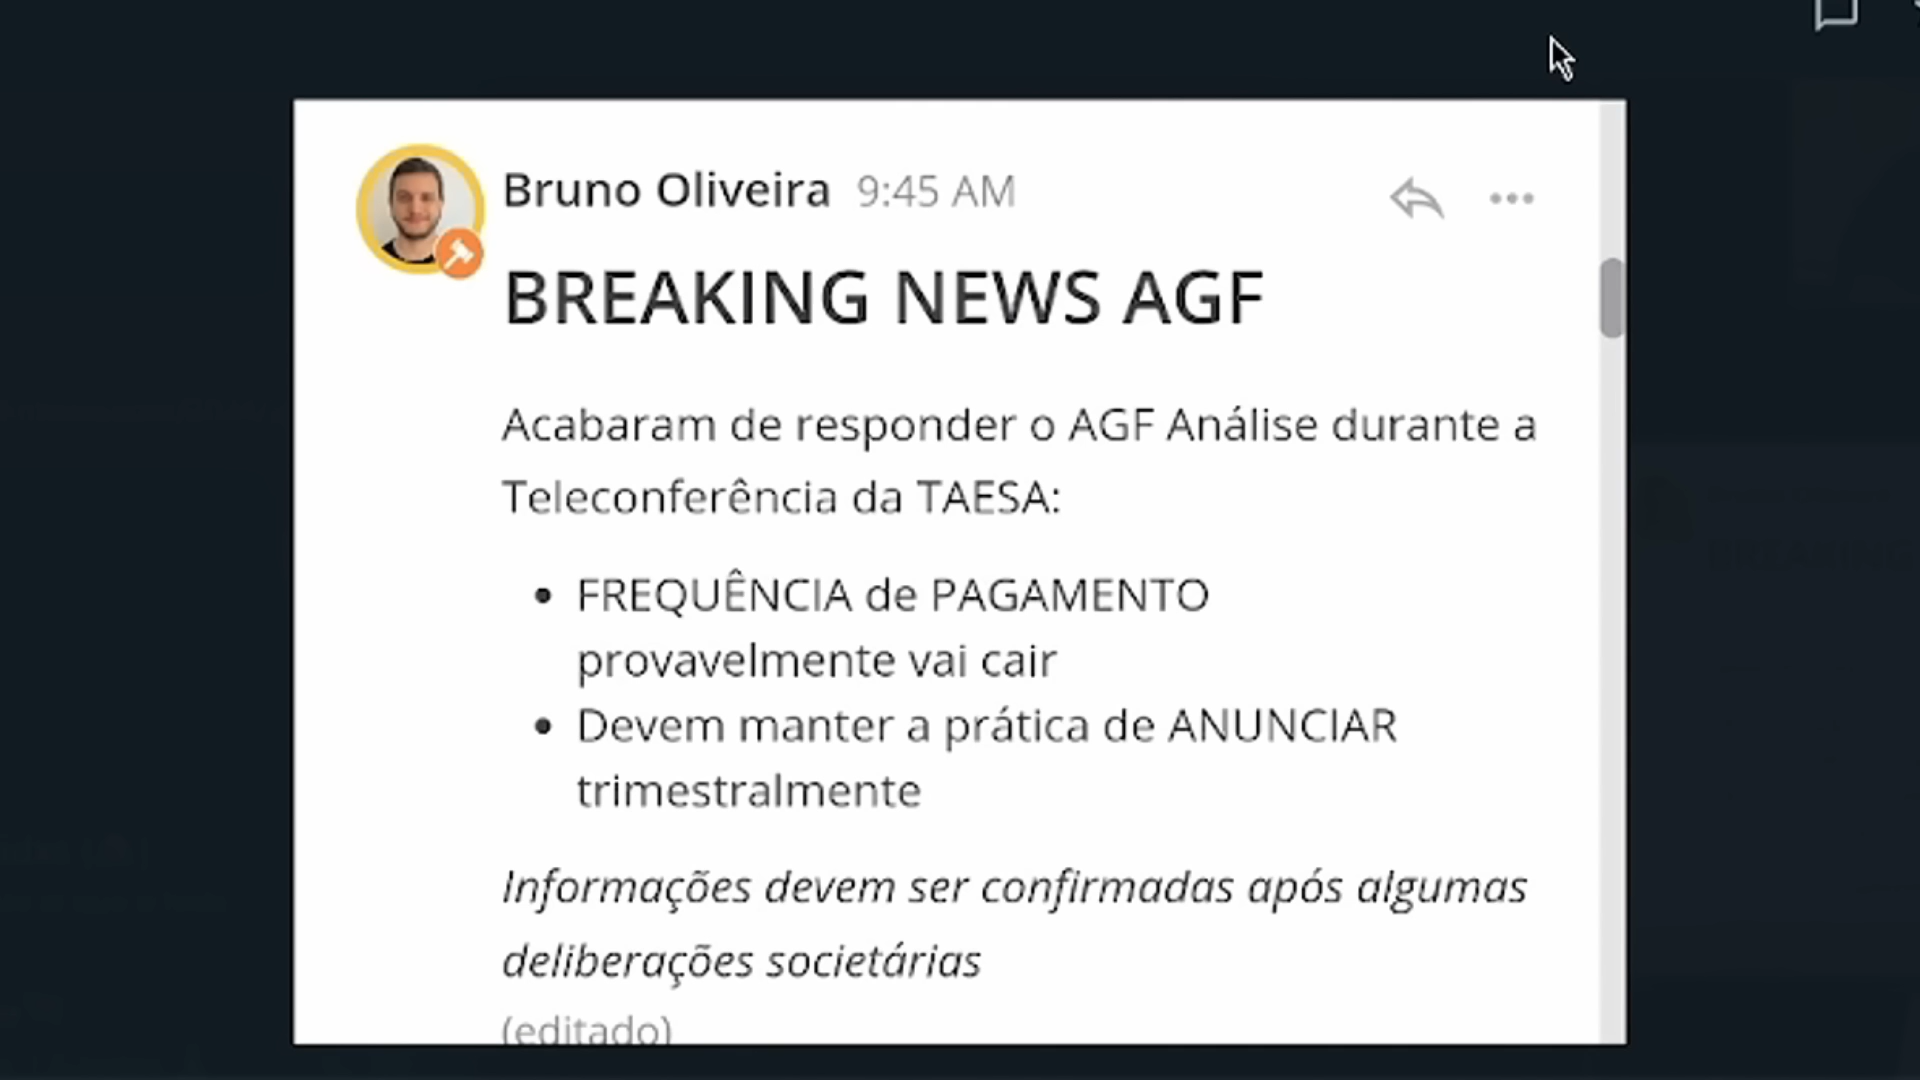 Bruno Oliveira 9:45 AM
BREAKING NEWS AGF
Acabaram de responder o AGF Análise durante a
Teleconferência da TAESA:
• FREQUÊNCIA de PAGAMENTO
provavelmente vai cair
• Devem manter a prática de ANUNCIAR
trimestralmente
Informações devem ser confirmadas após algumas
deliberações societárias
(editado)